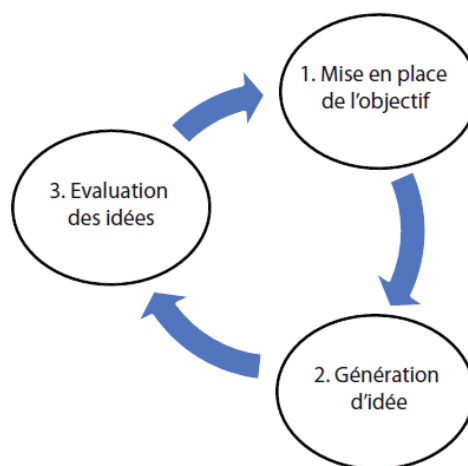 1. Mise en place
de l’objectif
2. Génération
d’idée
3. Evaluation
des idées